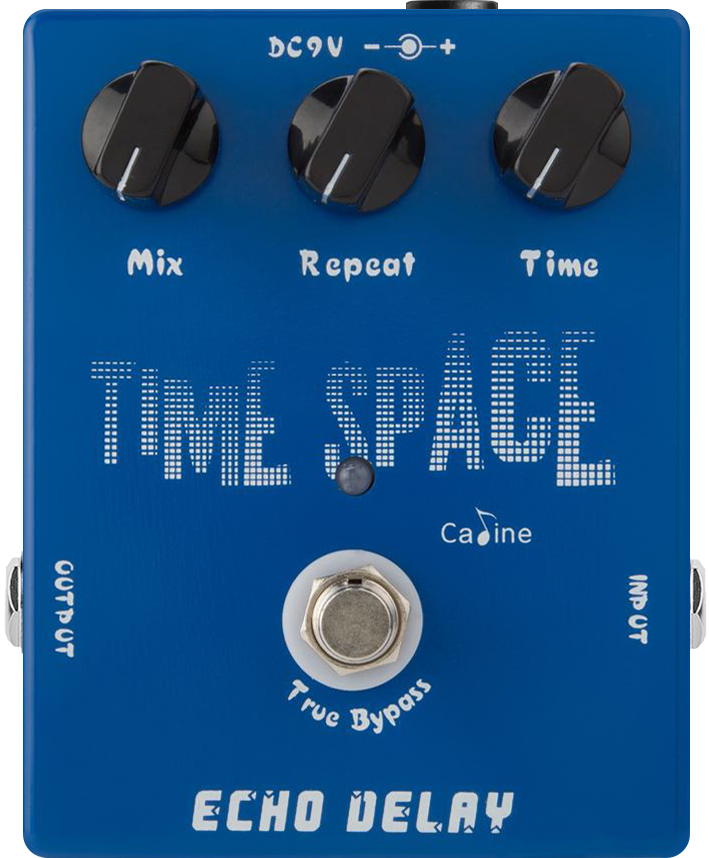 DC9V - +
Mix Repeat Time
TIME SPACE
Caline
OUTPUT
INPUT
True Bypass
ECHO DELAY